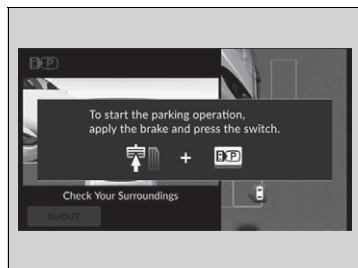 P
To start the parking operation,
apply the brake and press the switch.
+ P
Check Your Surroundings
IN/OUT